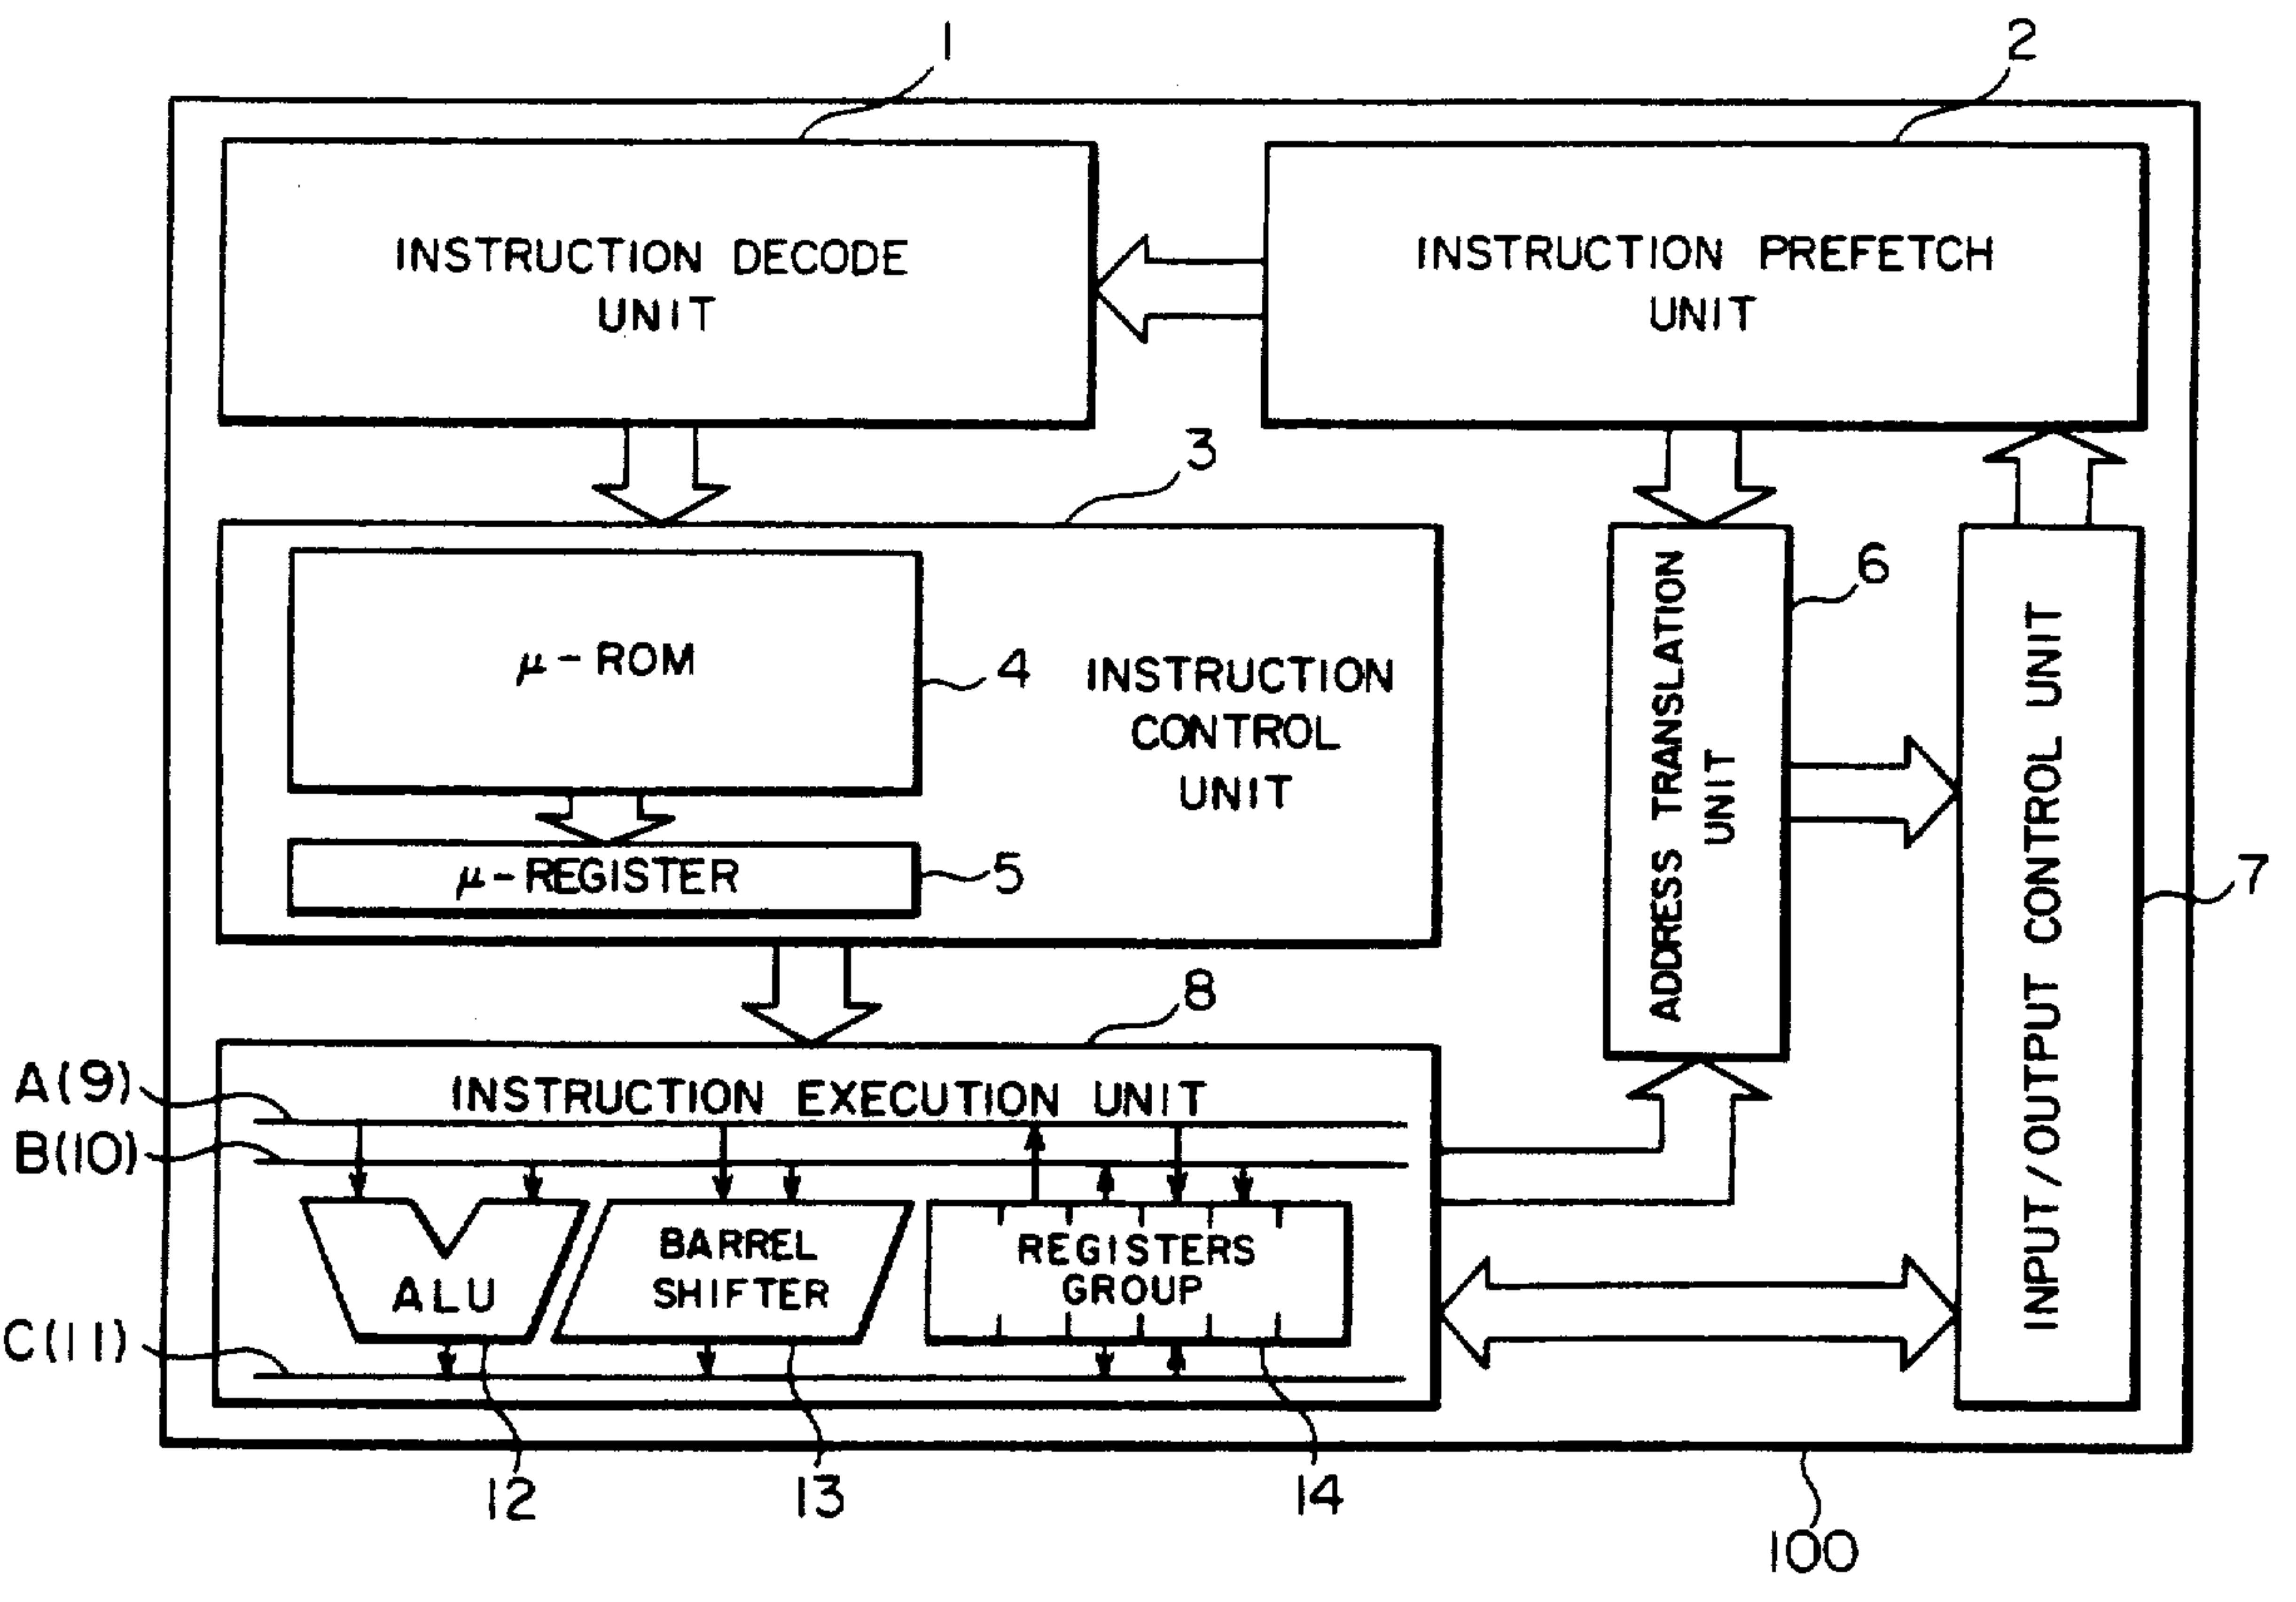 1
2
INSTRUCTION DECODE
UNIT
INSTRUCTION PREFETCH
UNIT
3
μ-ROM
4
INSTRUCTION
CONTROL
UNIT
μ-REGISTER
5
ADDRESS TRANSLATION
UNIT
6
INPUT/OUTPUT CONTROL UNIT
7
8
INSTRUCTION EXECUTION UNIT
A(9)
B(10)
ALU
BARREL
SHIFTER
REGISTERS
GROUP
C(11)
12
13
14
100